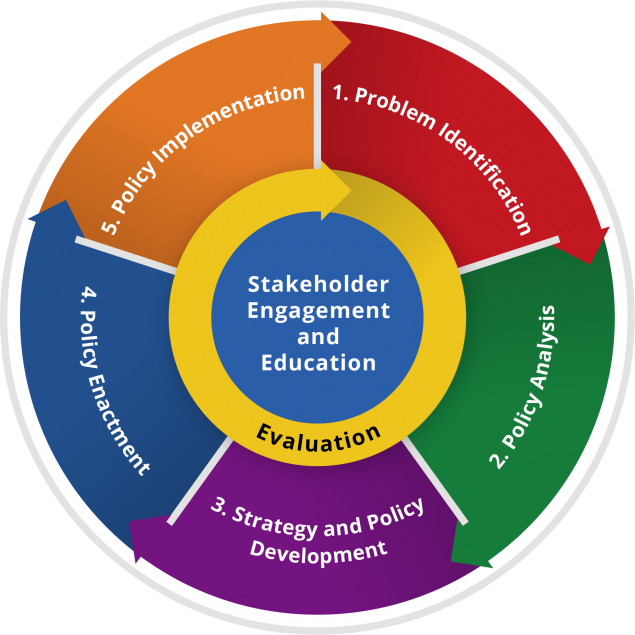 1. Problem Identification
2. Policy Analysis
3. Strategy and Policy
Development
4. Policy Enactment
5. Policy Implementation
Stakeholder
Engagement
and
Education
Evaluation